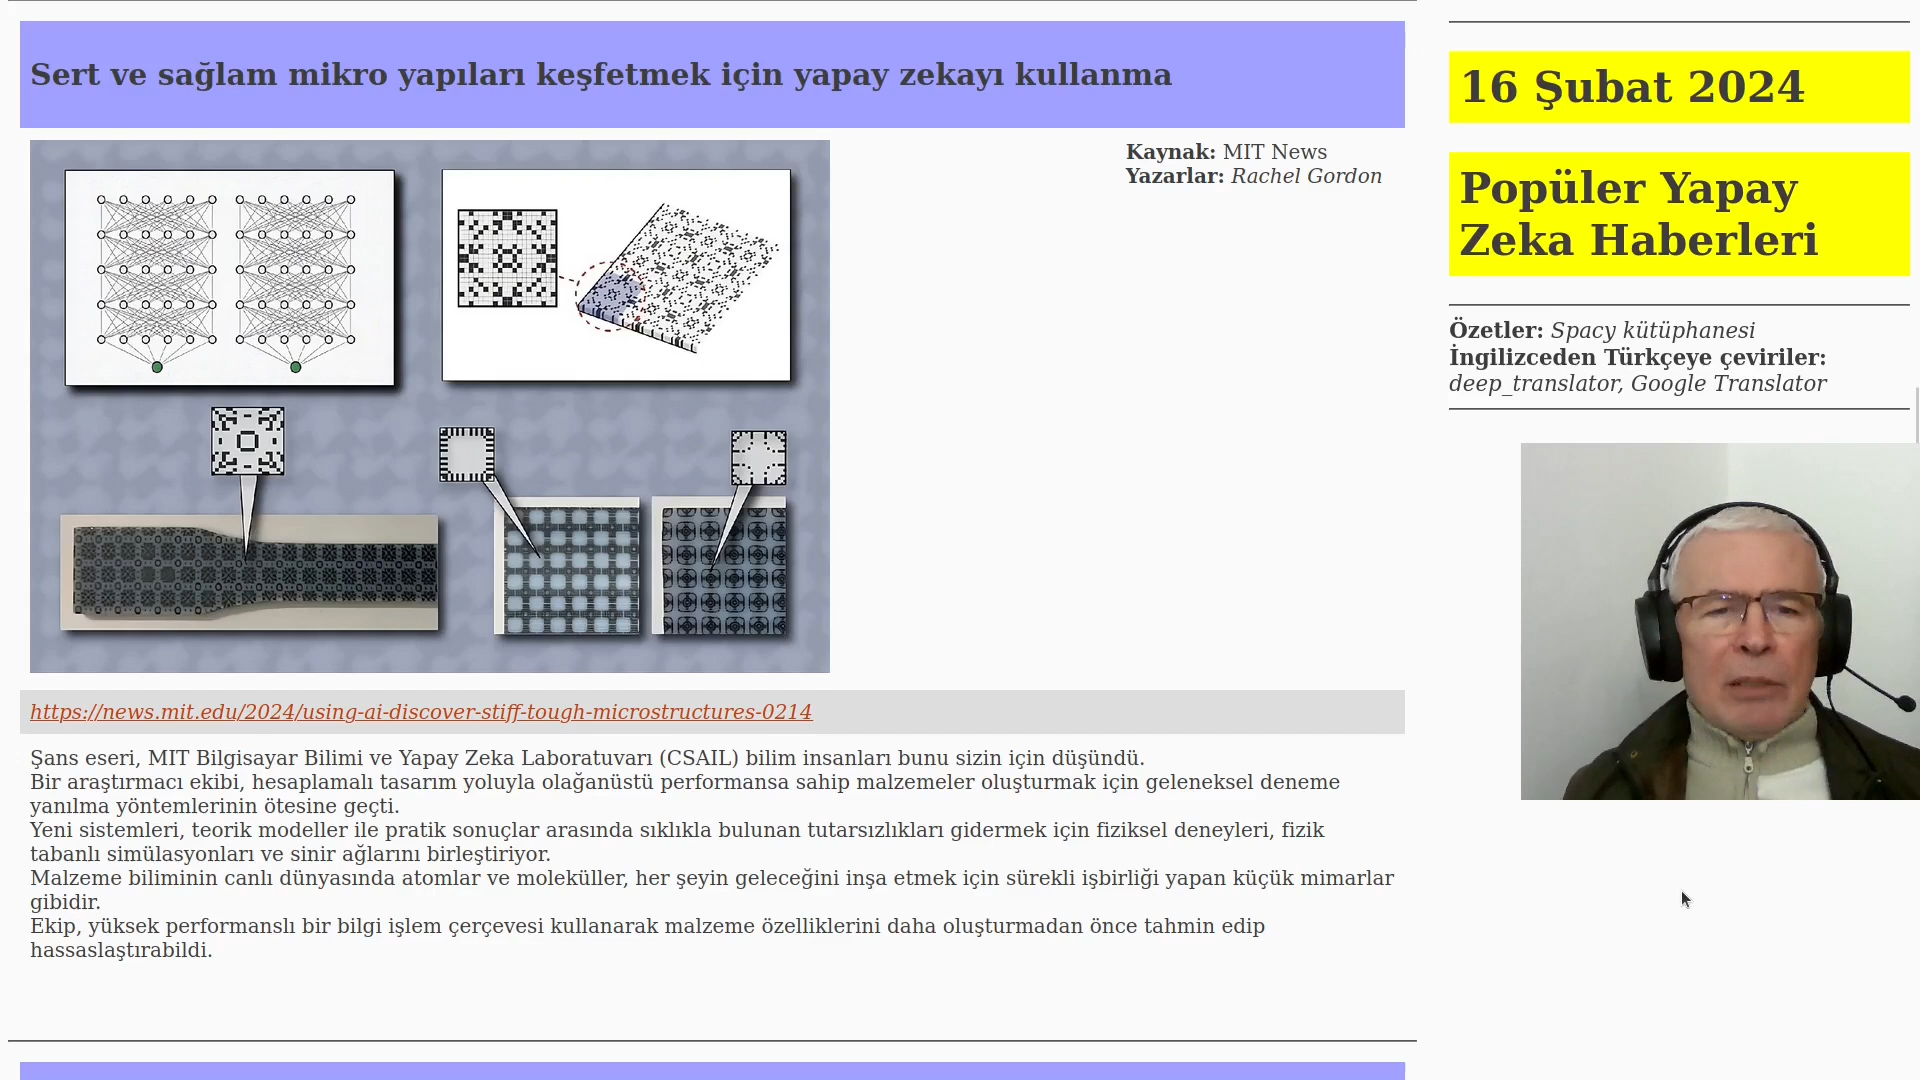 Sert ve sağlam mikro yapıları keşfetmek için yapay zekayı kullanma
Kaynak: MIT News
Yazarlar: Rachel Gordon
https://news.mit.edu/2024/using-ai-discover-stiff-tough-microstructures-0214
Şans eseri, MIT Bilgisayar Bilimi ve Yapay Zeka Laboratuvarı (CSAIL) bilim insanları bunu sizin için düşündü.
Bir araştırmacı ekibi, hesaplamalı tasarım yoluyla olağanüstü performansa sahip malzemeler oluşturmak için geleneksel deneme
yanılma yöntemlerinin ötesine geçti.
Yeni sistemleri, teorik modeller ile pratik sonuçlar arasında sıklıkla bulunan tutarsızlıkları gidermek için fiziksel deneyleri, fizik
tabanlı simülasyonları ve sinir ağlarını birleştiriyor.
Malzeme biliminin canlı dünyasında atomlar ve moleküller, her şeyin geleceğini inşa etmek için sürekli işbirliği yapan küçük mimarlar
gibidir.
Ekip, yüksek performanslı bir bilgi işlem çerçevesi kullanarak malzeme özelliklerini daha oluşturmadan önce tahmin edip
hassaslaştırabildi.
16 Şubat 2024
Popüler Yapay
Zeka Haberleri
Özetler: Spacy kütüphanesi
İngilizceden Türkçeye çeviriler:
deep_translator, Google Translator